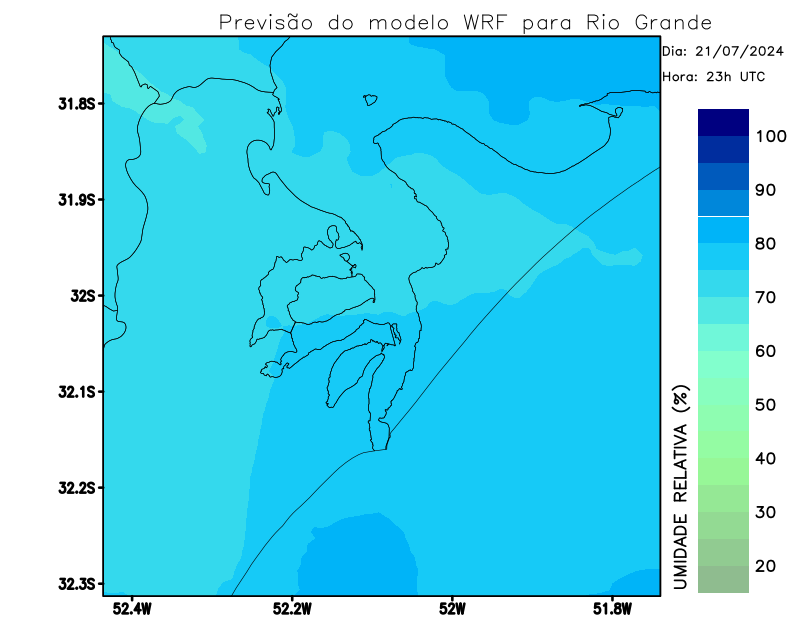 Previsão do modelo WRF para Rio Grande
Dia: 21/07/2024
Hora: 23h UTC
31.8S
31.9S
32S
32.1S
32.2S
32.3S
52.4W
52.2W
52W
51.8W
100
90
80
70
60
50
40
30
20
UMIDADE RELATIVA (%)